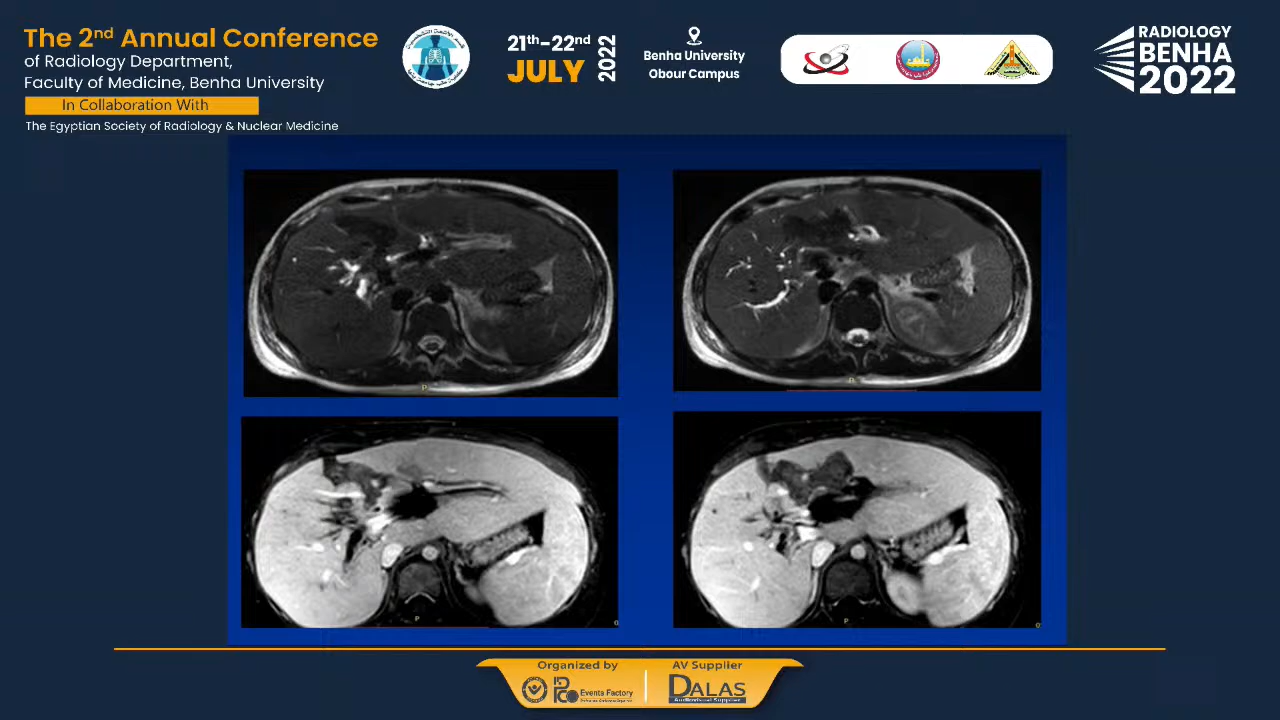 The 2nd Annual Conference
of Radiology Department,
Faculty of Medicine, Benha University
In Collaboration With
The Egyptian Society of Radiology & Nuclear Medicine
21th-22nd
JULY
2022
Benha University
Obour Campus
RADIOLOGY
BENHA
2022
P
P
P
P
Organized by
Events Factory
AV Supplier
DALAS
Audiovisual Supplier